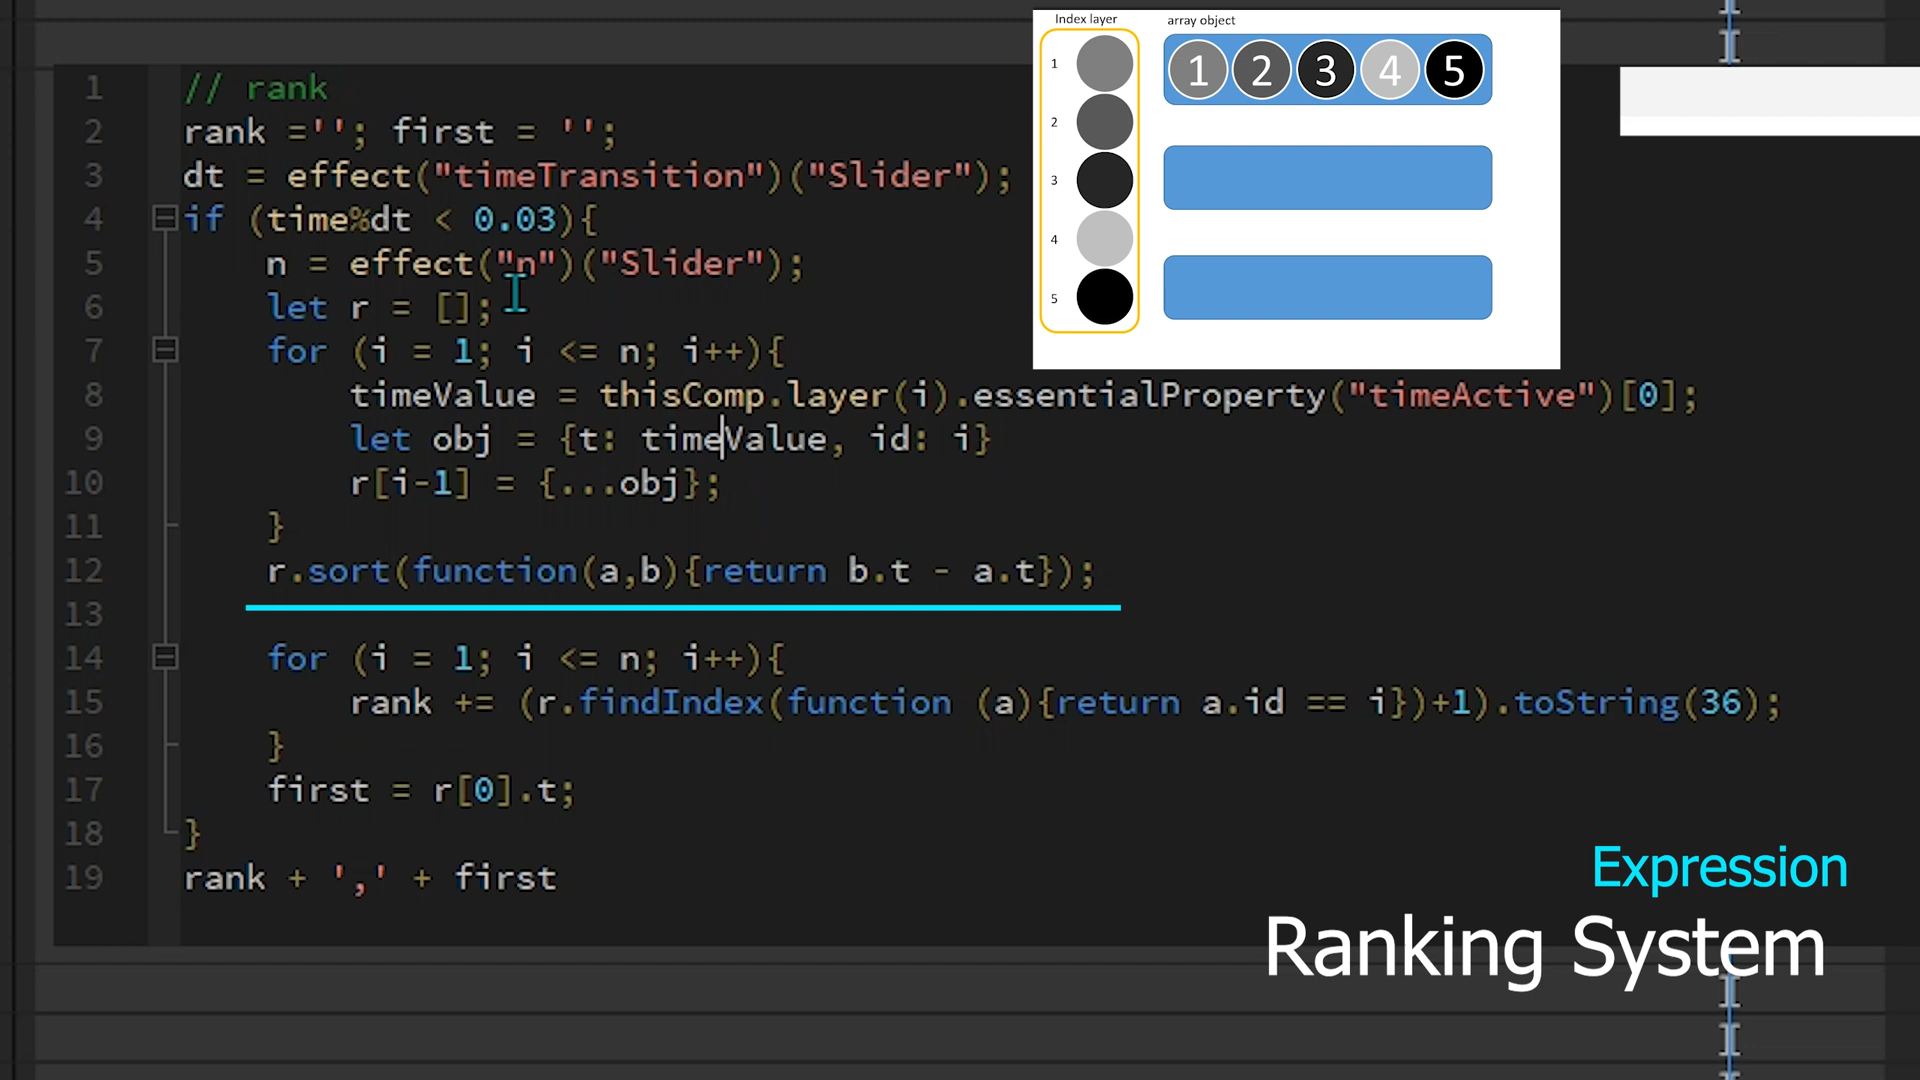 Index layer
array object
1
2
3
4
5
1 2 3 4 5
1 // rank
2 rank =''; first = '';
3 dt = effect("timeTransition")("Slider");
4 if (time%dt < 0.03){
5 n = effect("n")("Slider");
6 let r = [];
7 for (i = 1; i <= n; i++){
8 timeValue = thisComp.layer(i).essentialProperty("timeActive")[0];
9 let obj = {t: timeValue, id: i}
10 r[i-1] = {...obj};
11 }
12 r.sort(function(a,b){return b.t - a.t});
13
14 for (i = 1; i <= n; i++){
15 rank += (r.findIndex(function (a){return a.id == i})+1).toString(36);
16 }
17 first = r[0].t;
18 }
19 rank + ',' + first
Expression
Ranking System